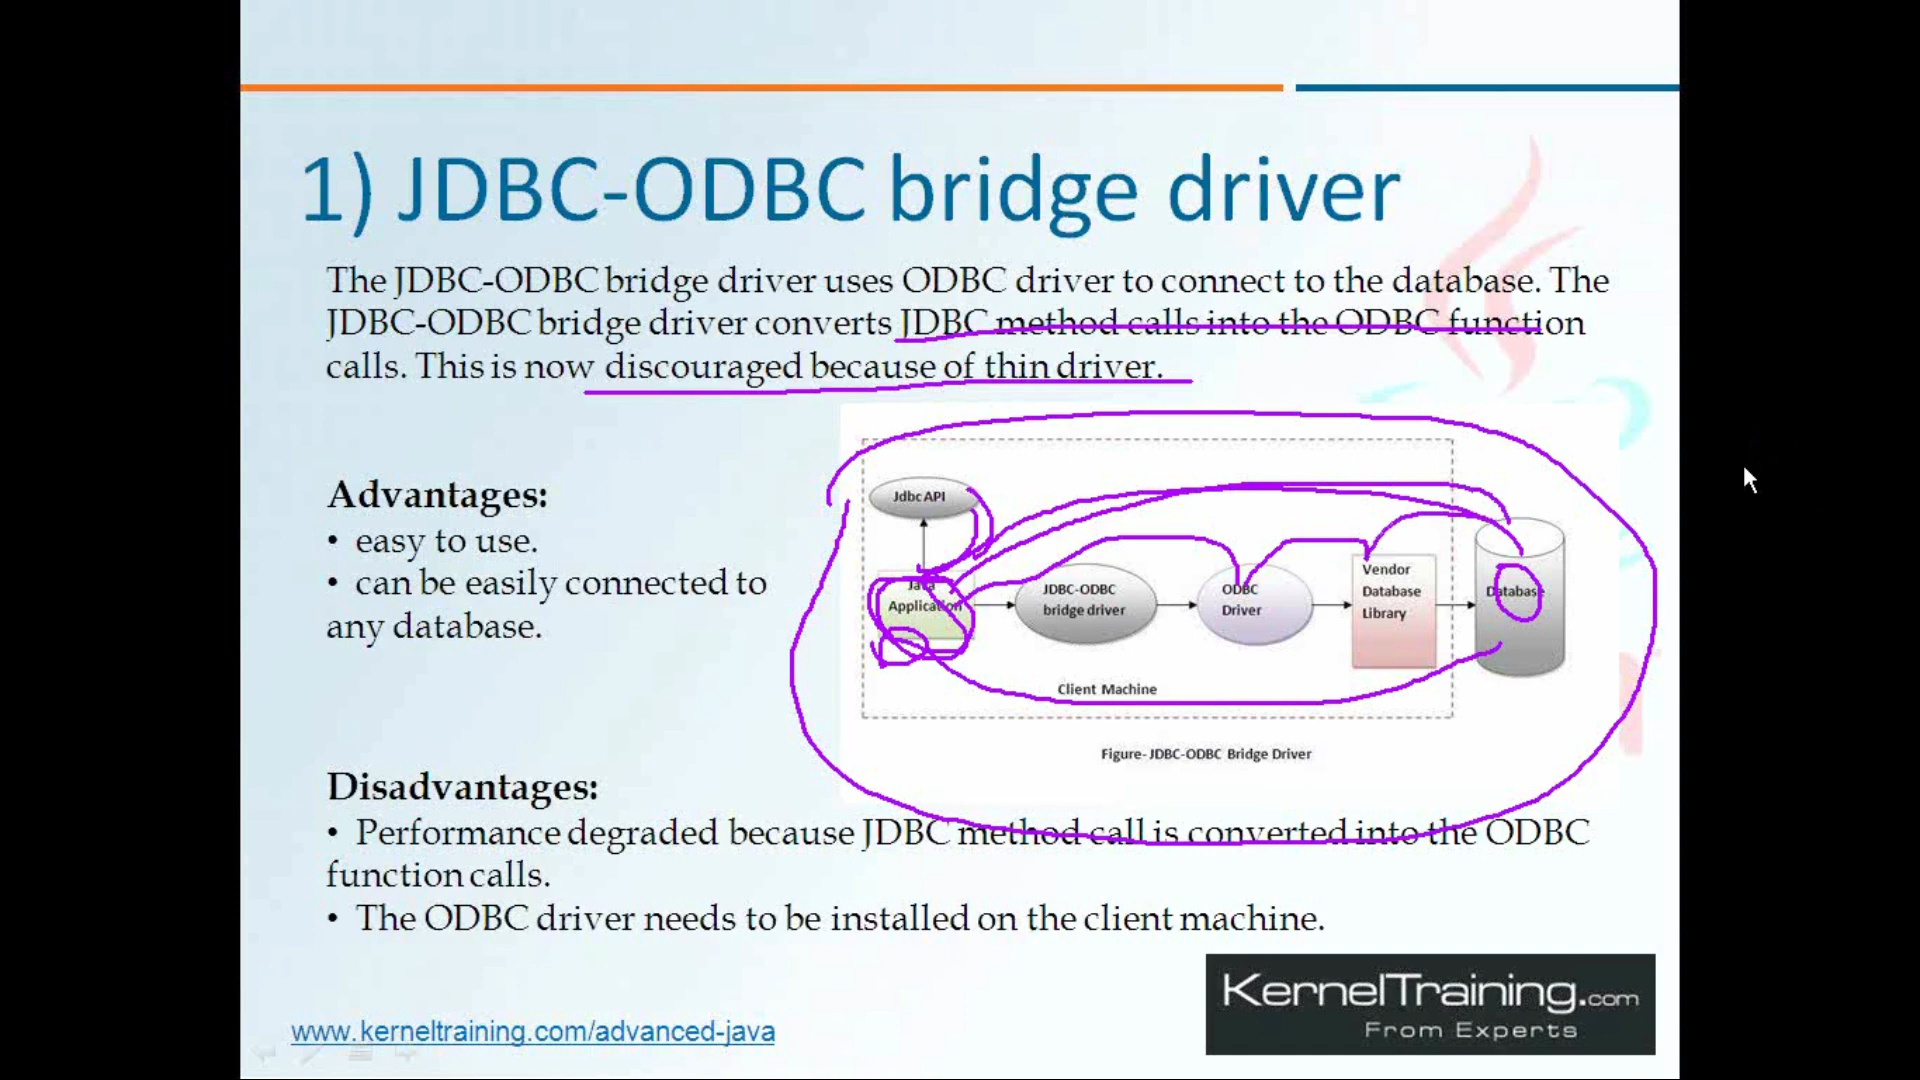 1) JDBC-ODBC bridge driver
The JDBC-ODBC bridge driver uses ODBC driver to connect to the database. The
JDBC-ODBC bridge driver converts JDBC method calls into the ODBC function
calls. This is now discouraged because of thin driver.
Advantages:
• easy to use.
• can be easily connected to
any database.
Jdbc API
Java
Application
JDBC-ODBC
bridge driver
ODBC
Driver
Vendor
Database
Library
Database
Client Machine
Figure- JDBC-ODBC Bridge Driver
Disadvantages:
• Performance degraded because JDBC method call is converted into the ODBC
function calls.
• The ODBC driver needs to be installed on the client machine.
KernelTraining.com
From Experts
www.kerneltraining.com/advanced-java